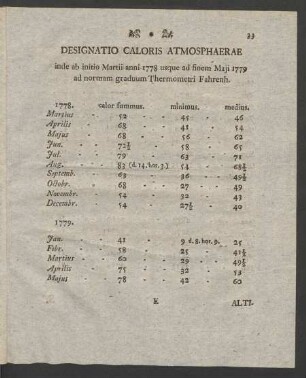 33
DESIGNATIO CALORIS ATMOSPHAERAE
inde ab initio Martii anni 1778 usque ad finem Maji 1779
ad normam graduum Thermometri Fahrenh.
1778. calor summus. minimus. medius.
Martius - 52 - 45 - 46
Aprilis - 68 - 41 - 54
Majus - 68 - 56 - 62
Jun. - 72½ - 58 - 65
Jul. - 79 - 63 - 71
Aug. - 83 (d. 14. hor. 3.) 54 - 68½
Septemb. - 63 - 36 - 49½
Octobr. - 68 - 27 - 49
Novembr. - 54 - 32 - 43
Decembr. - 54 - 27½ - 40
1779.
Jan. - 41 - 9 d. 8. hor. 9. - 25
Febr. - 58 - 25 - 41½
Martius - 60 - 29 - 49½
Aprilis - 75 - 32 - 53
Majus - 78 - 42 - 60
E ALTI-